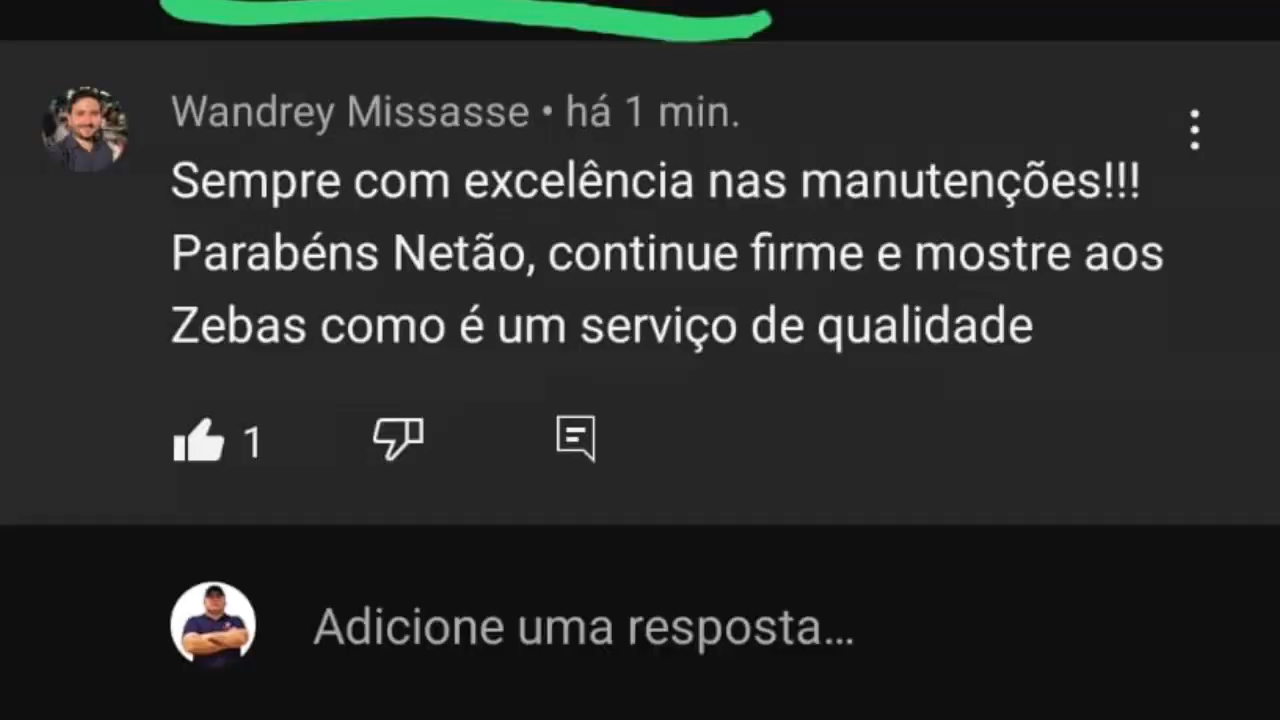 Wandrey Missasse • há 1 min.
Sempre com excelência nas manutenções!!!
Parabéns Netão, continue firme e mostre aos
Zebas como é um serviço de qualidade
1
Adicione uma resposta...